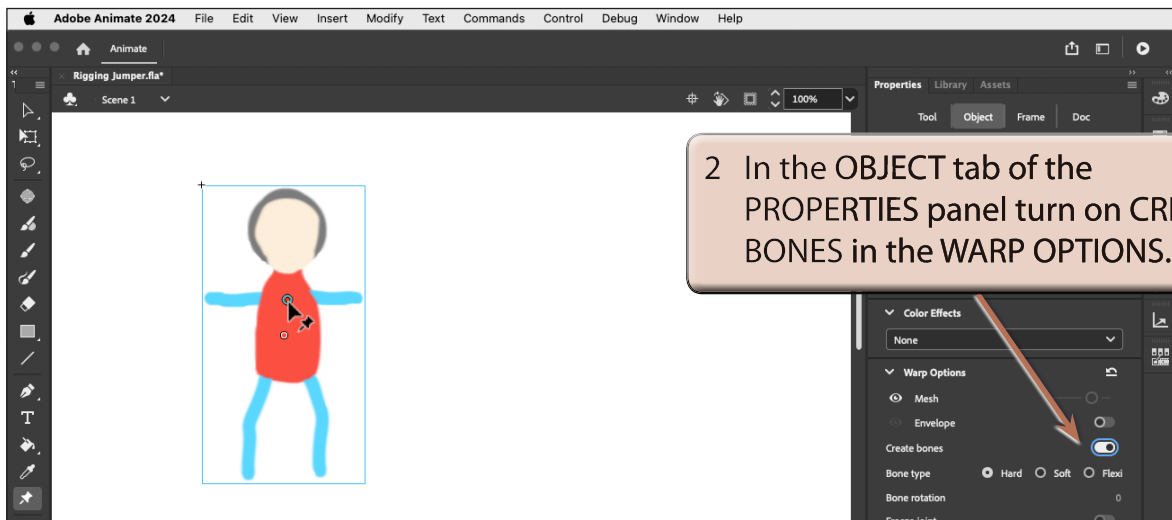 Adobe Animate 2024 File Edit View Insert Modify Text Commands Control Debug Window Help
Animate
Rigging Jumper.fla*
Properties Library Assets
Scene 1 100%
Tool Object Frame Doc
2 In the OBJECT tab of the
PROPERTIES panel turn on CRE
BONES in the WARP OPTIONS.
Color Effects
None
Warp Options
Mesh
Envelope
Create bones
Bone type Hard Soft Flexi
Bone rotation 0
Freeze joint